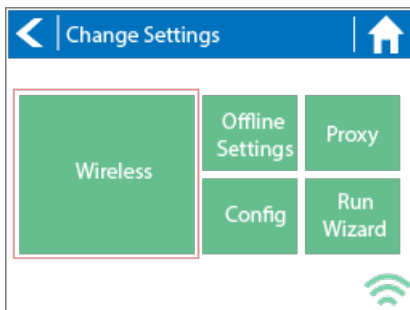 Change Settings
Wireless
Offline
Settings
Proxy
Config
Run
Wizard